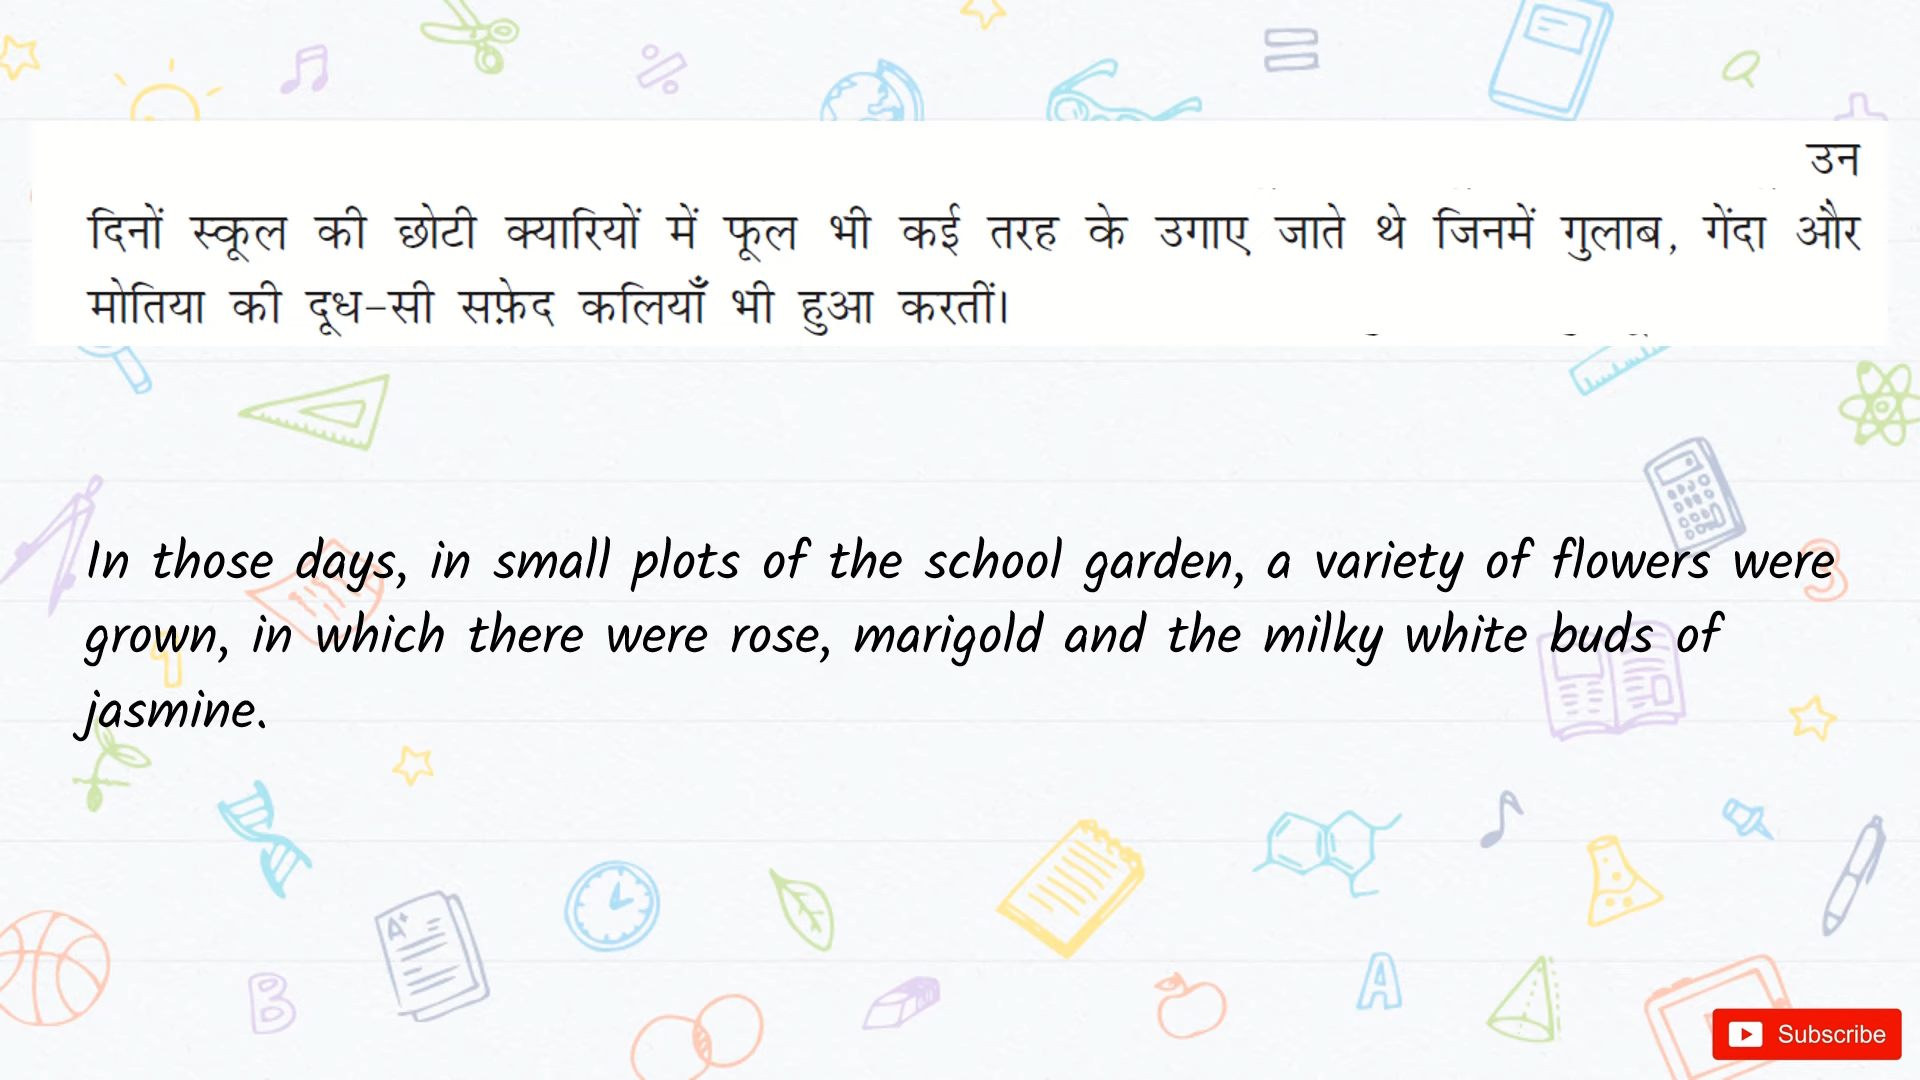 उन
दिनों स्कूल की छोटी क्यारियों में फूल भी कई तरह के उगाए जाते थे जिनमें गुलाब, गेंदा और
मोतिया की दूध-सी सफ़ेद कलियाँ भी हुआ करतीं।
In those days, in small plots of the school garden, a variety of flowers were
grown, in which there were rose, marigold and the milky white buds of
jasmine.
3
9
A+
B
A
Subscribe